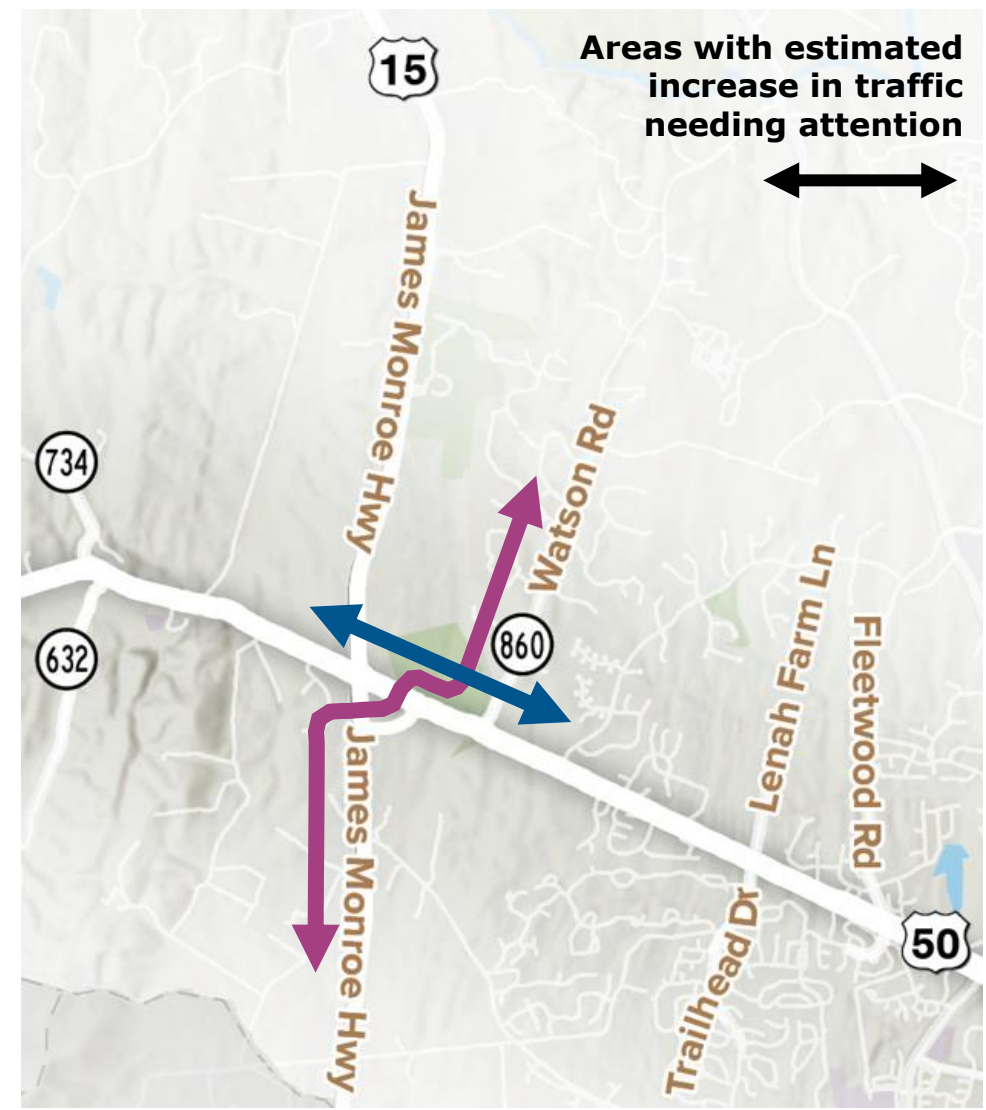 15
Areas with estimated
increase in traffic
needing attention
James Monroe Hwy
Watson Rd
734
860
632
Lenah Farm Ln
Fleetwood Rd
James Monroe Hwy
Trailhead Dr
50